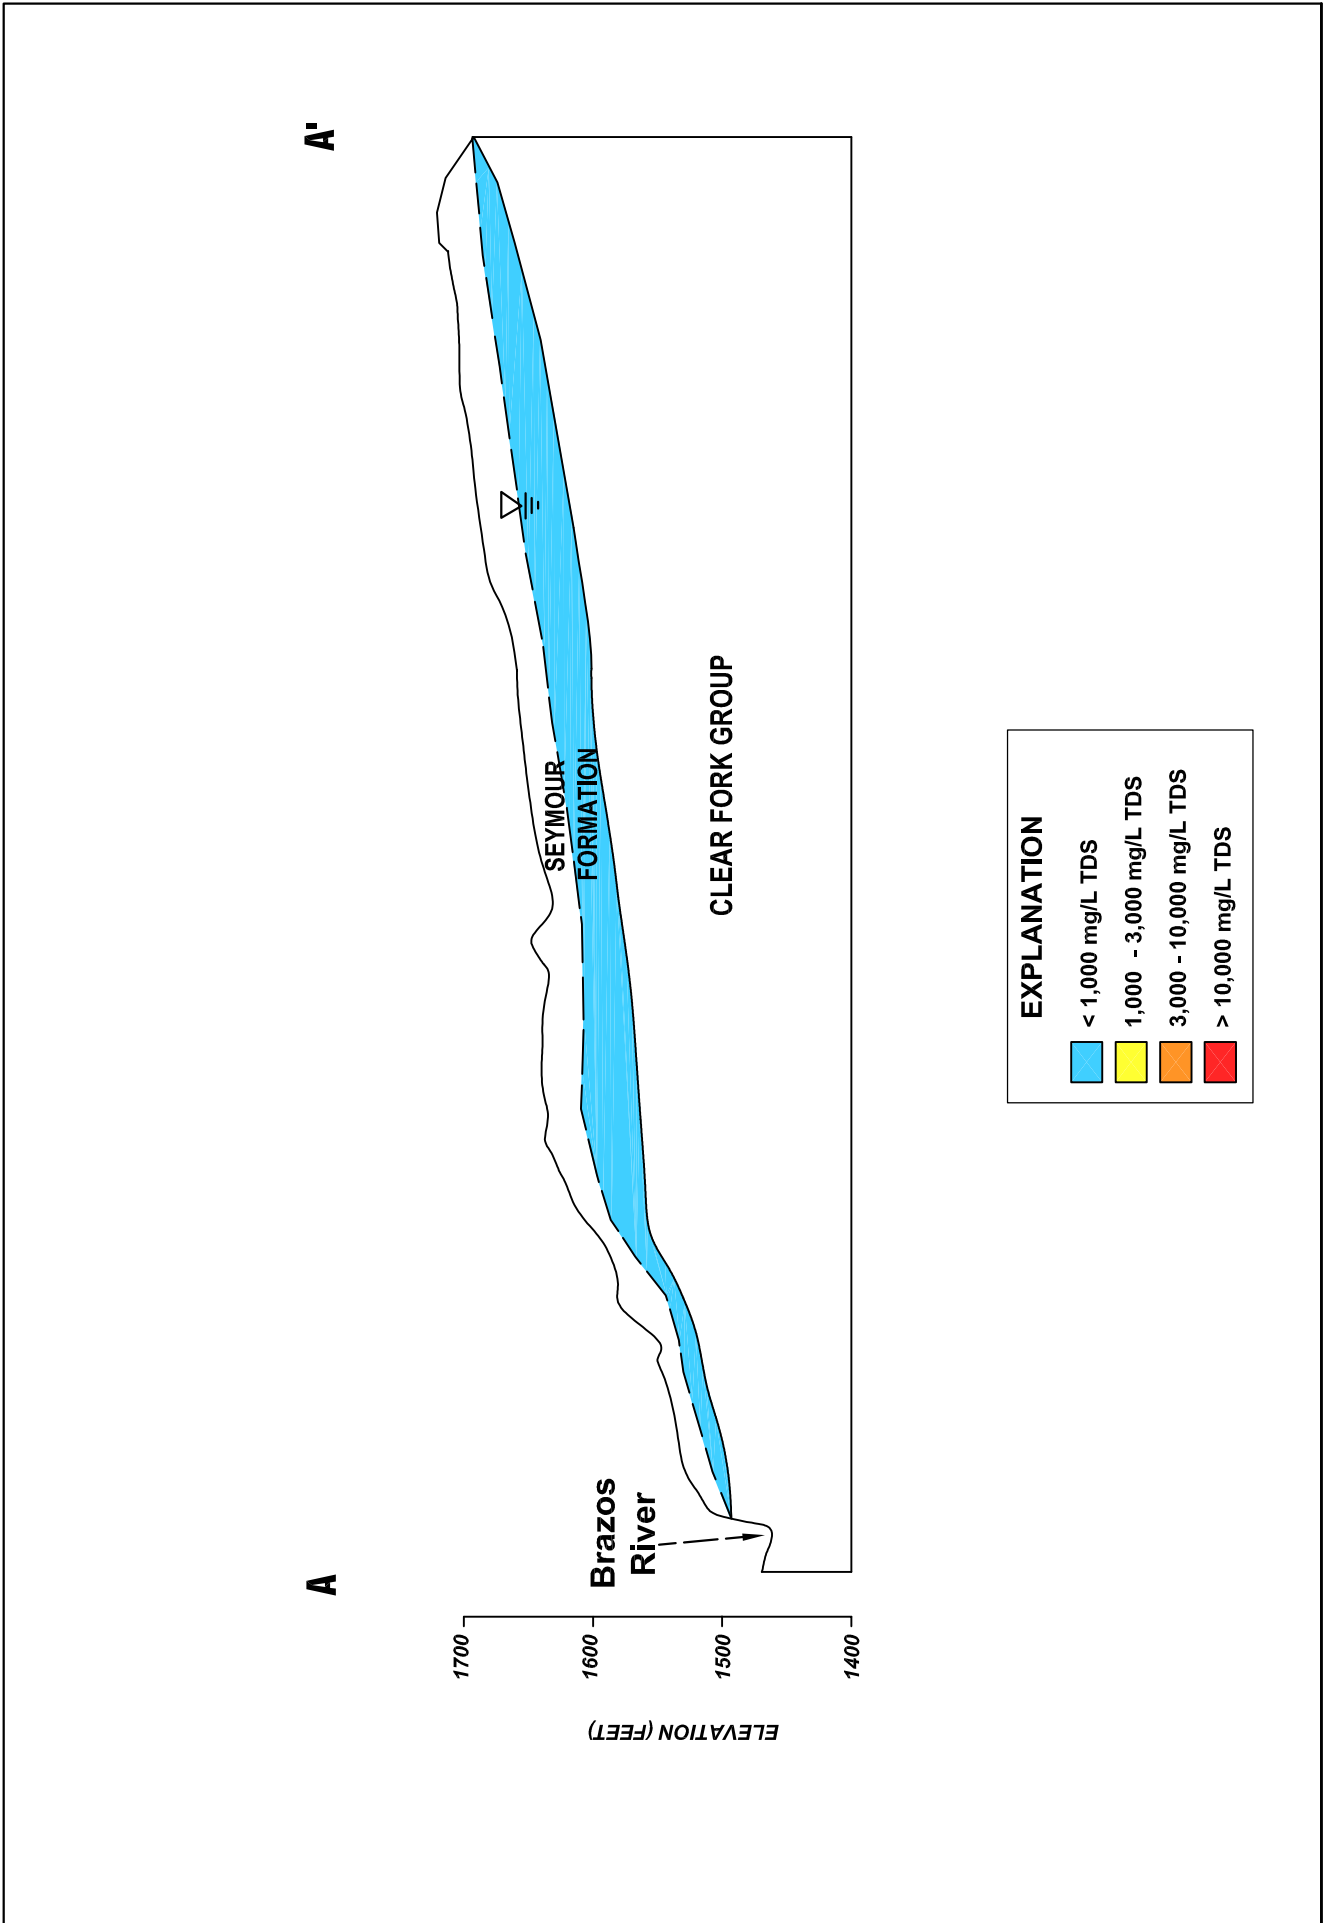 A
A'
ELEVATION (FEET)
1700
1600
1500
1400
Brazos
River
SEYMOUR
FORMATION
CLEAR FORK GROUP
EXPLANATION
< 1,000 mg/L TDS
1,000 - 3,000 mg/L TDS
3,000 - 10,000 mg/L TDS
> 10,000 mg/L TDS